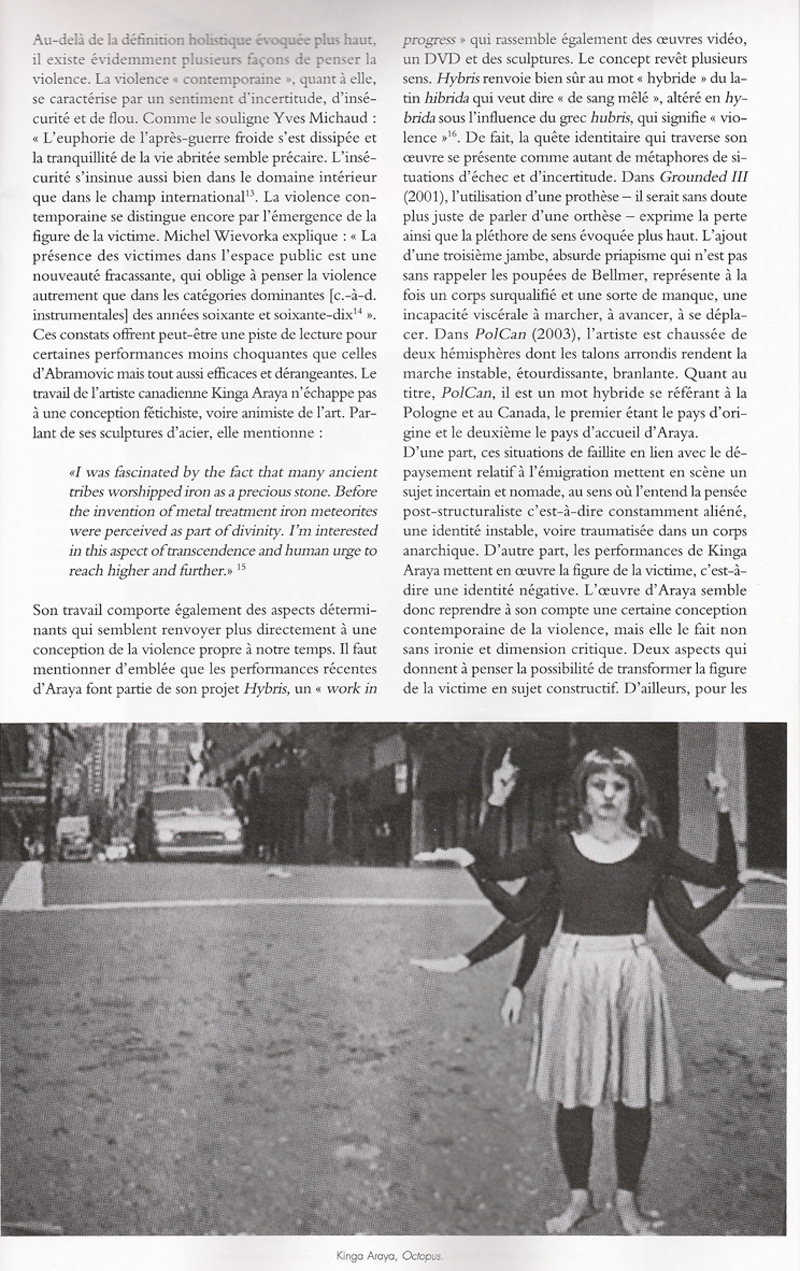 Au-delà de la définition holistique évoquée plus haut,
il existe évidemment plusieurs façons de penser la
violence. La violence « contemporaine », quant à elle,
se caractérise par un sentiment d'incertitude, d'insé-
curité et de flou. Comme le souligne Yves Michaud :
« L'euphorie de l'après-guerre froide s'est dissipée et
la tranquillité de la vie abritée semble précaire. L'insé-
curité s'insinue aussi bien dans le domaine intérieur
que dans le champ international¹³. La violence con-
temporaine se distingue encore par l'émergence de la
figure de la victime. Michel Wievorka explique : « La
présence des victimes dans l'espace public est une
nouveauté fracassante, qui oblige à penser la violence
autrement que dans les catégories dominantes [c.-à-d.
instrumentales] des années soixante et soixante-dix¹⁴ ».
Ces constats offrent peut-être une piste de lecture pour
certaines performances moins choquantes que celles
d'Abramovic mais tout aussi efficaces et dérangeantes. Le
travail de l'artiste canadienne Kinga Araya n'échappe pas
à une conception fétichiste, voire animiste de l'art. Par-
lant de ses sculptures d'acier, elle mentionne :
«I was fascinated by the fact that many ancient
tribes worshipped iron as a precious stone. Before
the invention of metal treatment iron meteorites
were perceived as part of divinity. I'm interested
in this aspect of transcendence and human urge to
reach higher and further.» ¹⁵
Son travail comporte également des aspects détermi-
nants qui semblent renvoyer plus directement à une
conception de la violence propre à notre temps. Il faut
mentionner d'emblée que les performances récentes
d'Araya font partie de son projet Hybris, un « work in
progress » qui rassemble également des œuvres vidéo,
un DVD et des sculptures. Le concept revêt plusieurs
sens. Hybris renvoie bien sûr au mot « hybride » du la-
tin hibrida qui veut dire « de sang mêlé », altéré en hy-
brida sous l'influence du grec hubris, qui signifie « vio-
lence »¹⁶. De fait, la quête identitaire qui traverse son
œuvre se présente comme autant de métaphores de si-
tuations d'échec et d'incertitude. Dans Grounded III
(2001), l'utilisation d'une prothèse – il serait sans doute
plus juste de parler d'une orthèse – exprime la perte
ainsi que la pléthore de sens évoquée plus haut. L'ajout
d'une troisième jambe, absurde priapisme qui n'est pas
sans rappeler les poupées de Bellmer, représente à la
fois un corps surqualifié et une sorte de manque, une
incapacité viscérale à marcher, à avancer, à se dépla-
cer. Dans PolCan (2003), l'artiste est chaussée de
deux hémisphères dont les talons arrondis rendent la
marche instable, étourdissante, branlante. Quant au
titre, PolCan, il est un mot hybride se référant à la
Pologne et au Canada, le premier étant le pays d'ori-
gine et le deuxième le pays d'accueil d'Araya.
D'une part, ces situations de faillite en lien avec le dé-
paysement relatif à l'émigration mettent en scène un
sujet incertain et nomade, au sens où l'entend la pensée
post-structuraliste c'est-à-dire constamment aliéné,
une identité instable, voire traumatisée dans un corps
anarchique. D'autre part, les performances de Kinga
Araya mettent en œuvre la figure de la victime, c'est-à-
dire une identité négative. L'œuvre d'Araya semble
donc reprendre à son compte une certaine conception
contemporaine de la violence, mais elle le fait non
sans ironie et dimension critique. Deux aspects qui
donnent à penser la possibilité de transformer la figure
de la victime en sujet constructif. D'ailleurs, pour les
Kinga Araya, Octopus.